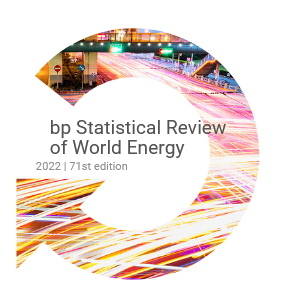 bp Statistical Review
of World Energy
2022 | 71st edition